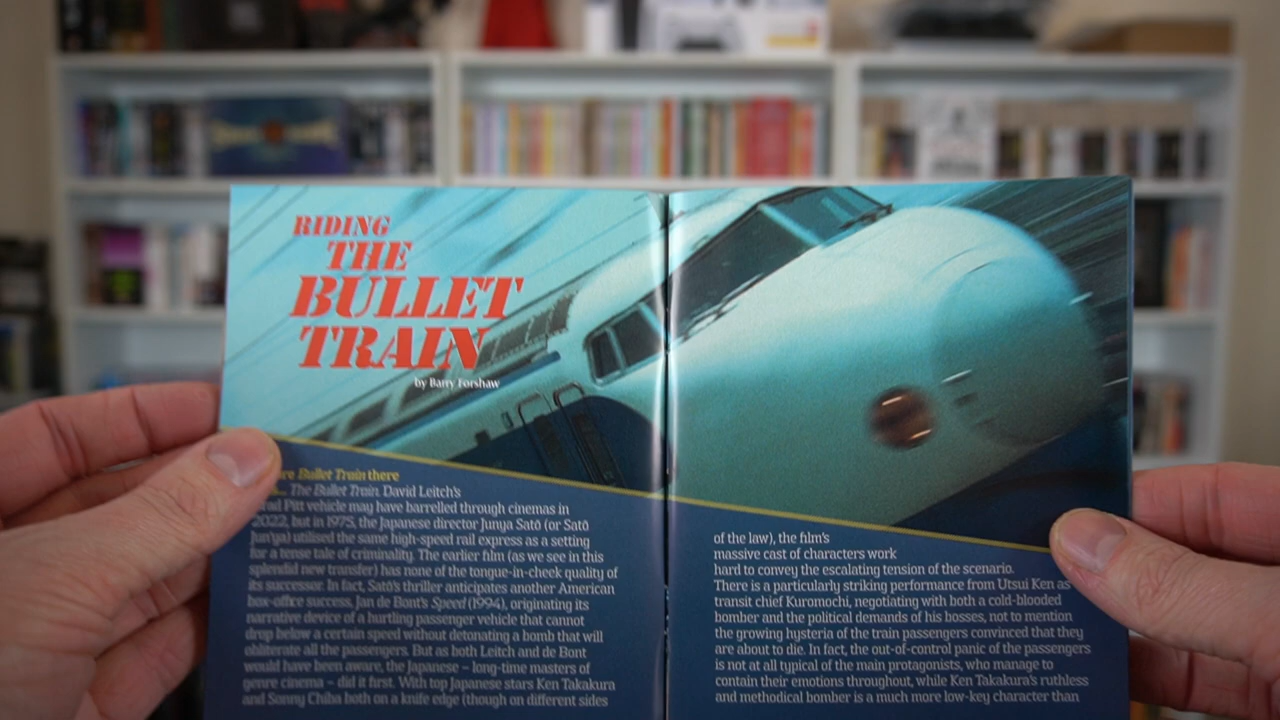 RIDING
THE
BULLET
TRAIN
by Barry Forshaw
Bullet Train there
The Bullet Train. David Leitch's
Pitt vehicle may have barrelled through cinemas in
2022, but in 1975, the Japanese director Junya Satō (or Satō
Jun'ya) utilised the same high-speed rail express as a setting
for a tense tale of criminality. The earlier film (as we see in this
splendid new transfer) has none of the tongue-in-cheek quality of
its successor. In fact, Satō's thriller anticipates another American
box-office success, Jan de Bont's Speed (1994), originating its
narrative device of a hurtling passenger vehicle that cannot
drop below a certain speed without detonating a bomb that will
obliterate all the passengers. But as both Leitch and de Bont
would have been aware, the Japanese – long-time masters of
genre cinema – did it first. With top Japanese stars Ken Takakura
and Sonny Chiba both on a knife edge (though on different sides
of the law), the film's
massive cast of characters work
hard to convey the escalating tension of the scenario.
There is a particularly striking performance from Utsui Ken as
transit chief Kuromochi, negotiating with both a cold-blooded
bomber and the political demands of his bosses, not to mention
the growing hysteria of the train passengers convinced that they
are about to die. In fact, the out-of-control panic of the passengers
is not at all typical of the main protagonists, who manage to
contain their emotions throughout, while Ken Takakura's ruthless
and methodical bomber is a much more low-key character than